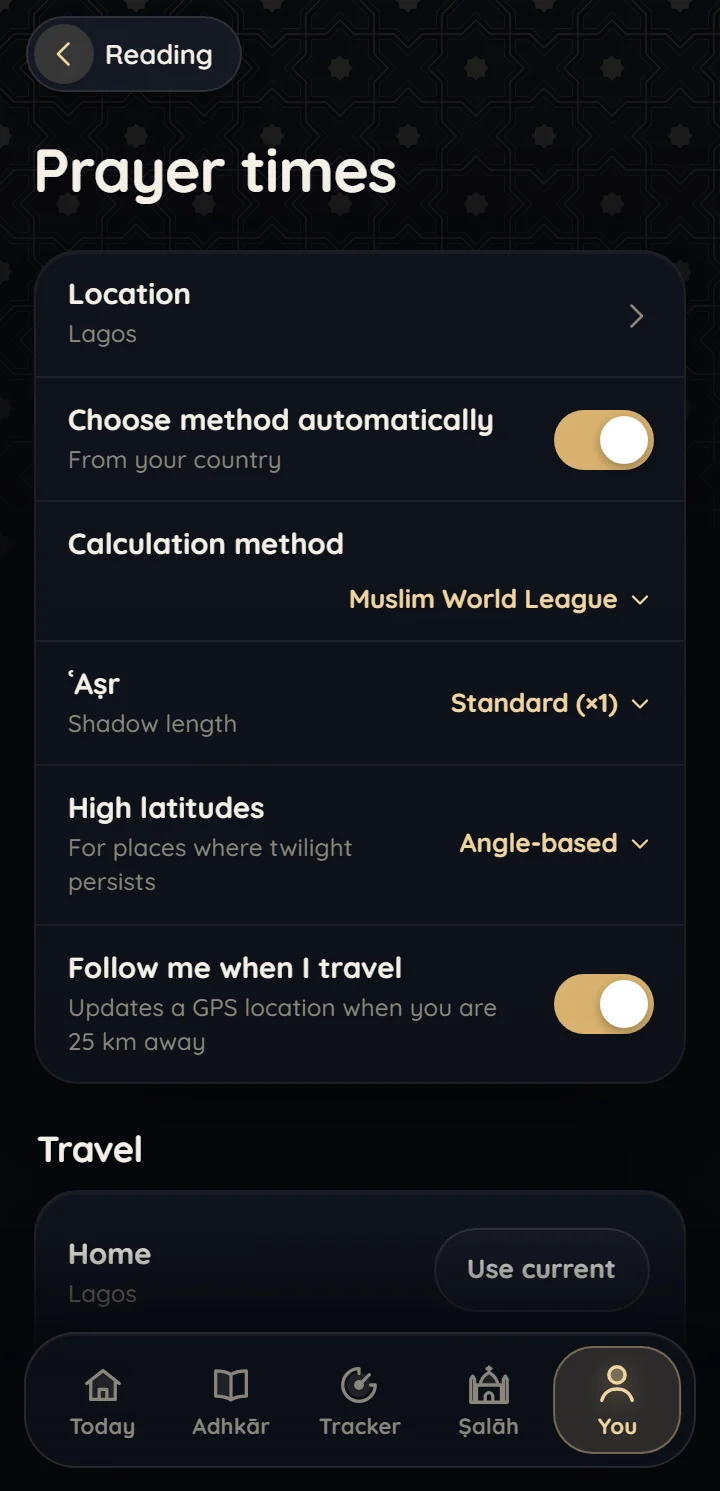 Reading
Prayer times
Location
Lagos
Choose method automatically
From your country
Calculation method
Muslim World League
ʿAṣr
Shadow length
Standard (×1)
High latitudes
For places where twilight
persists
Angle-based
Follow me when I travel
Updates a GPS location when you are
25 km away
Travel
Home
Lagos
Use current
Today
Adhkār
Tracker
Ṣalāh
You